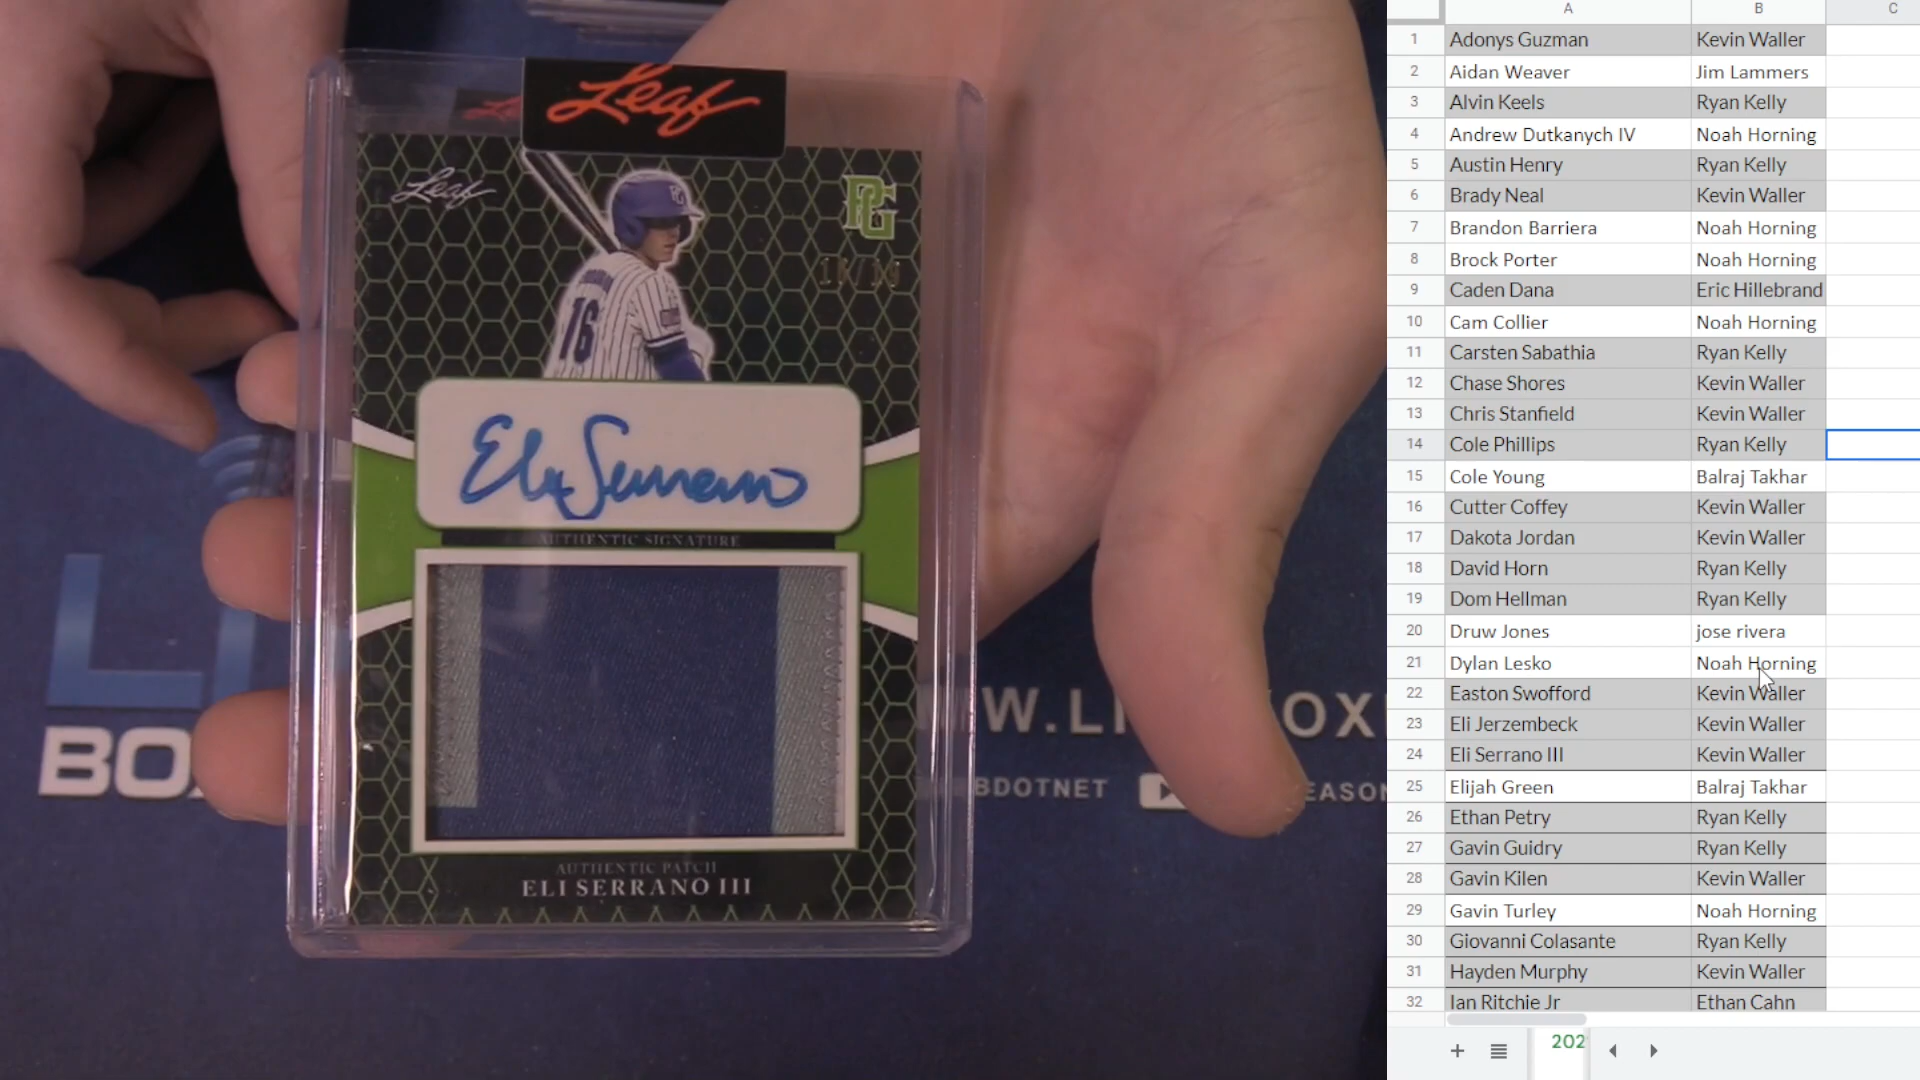 Leaf
Leaf
PG
16
Eli Serrano
AUTHENTIC SIGNATURE
AUTHENTIC PATCH
ELI SERRANO III
BO
W.LI
OX
BDOTNET
EASON
A B C
1 Adonys Guzman Kevin Waller
2 Aidan Weaver Jim Lammers
3 Alvin Keels Ryan Kelly
4 Andrew Dutkanych IV Noah Horning
5 Austin Henry Ryan Kelly
6 Brady Neal Kevin Waller
7 Brandon Barriera Noah Horning
8 Brock Porter Noah Horning
9 Caden Dana Eric Hillebrand
10 Cam Collier Noah Horning
11 Carsten Sabathia Ryan Kelly
12 Chase Shores Kevin Waller
13 Chris Stanfield Kevin Waller
14 Cole Phillips Ryan Kelly
15 Cole Young Balraj Takhar
16 Cutter Coffey Kevin Waller
17 Dakota Jordan Kevin Waller
18 David Horn Ryan Kelly
19 Dom Hellman Ryan Kelly
20 Druw Jones jose rivera
21 Dylan Lesko Noah Horning
22 Easton Swofford Kevin Waller
23 Eli Jerzembeck Kevin Waller
24 Eli Serrano III Kevin Waller
25 Elijah Green Balraj Takhar
26 Ethan Petry Ryan Kelly
27 Gavin Guidry Ryan Kelly
28 Gavin Kilen Kevin Waller
29 Gavin Turley Noah Horning
30 Giovanni Colasante Ryan Kelly
31 Hayden Murphy Kevin Waller
32 Ian Ritchie Jr Ethan Cahn
202